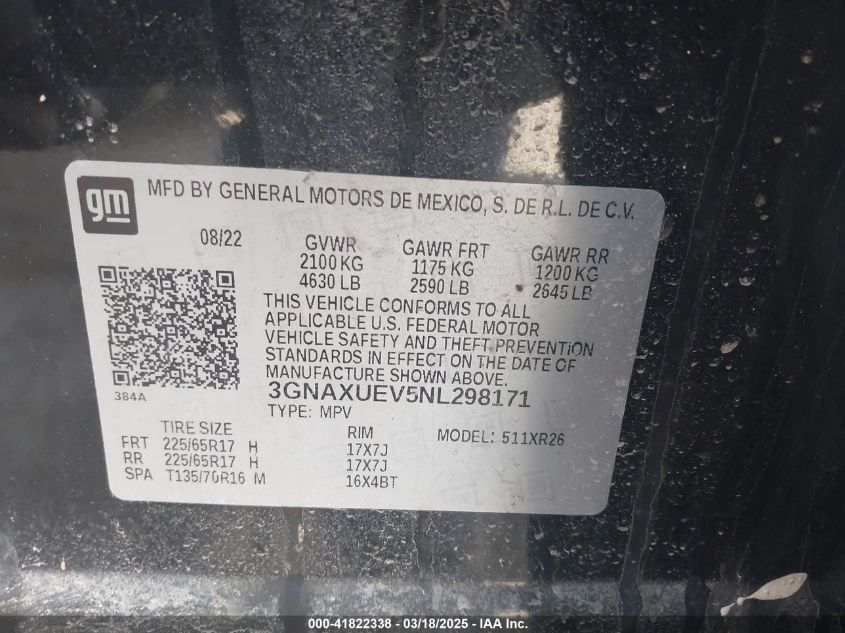 gm
MFD BY GENERAL MOTORS DE MEXICO, S. DE R.L. DE C.V.
08/22 GVWR GAWR FRT GAWR RR
2100 KG 1175 KG 1200 KG
4630 LB 2590 LB 2645 LB
THIS VEHICLE CONFORMS TO ALL
APPLICABLE U.S. FEDERAL MOTOR
VEHICLE SAFETY AND THEFT PREVENTION
STANDARDS IN EFFECT ON THE DATE OF
MANUFACTURE SHOWN ABOVE.
3GNAXUEV5NL298171
384A
TYPE: MPV
TIRE SIZE RIM MODEL: 511XR26
FRT 225/65R17 H 17X7J
RR 225/65R17 H 17X7J
SPA T135/70R16 M 16X4BT
000-41822338 - 03/18/2025 - IAA Inc.